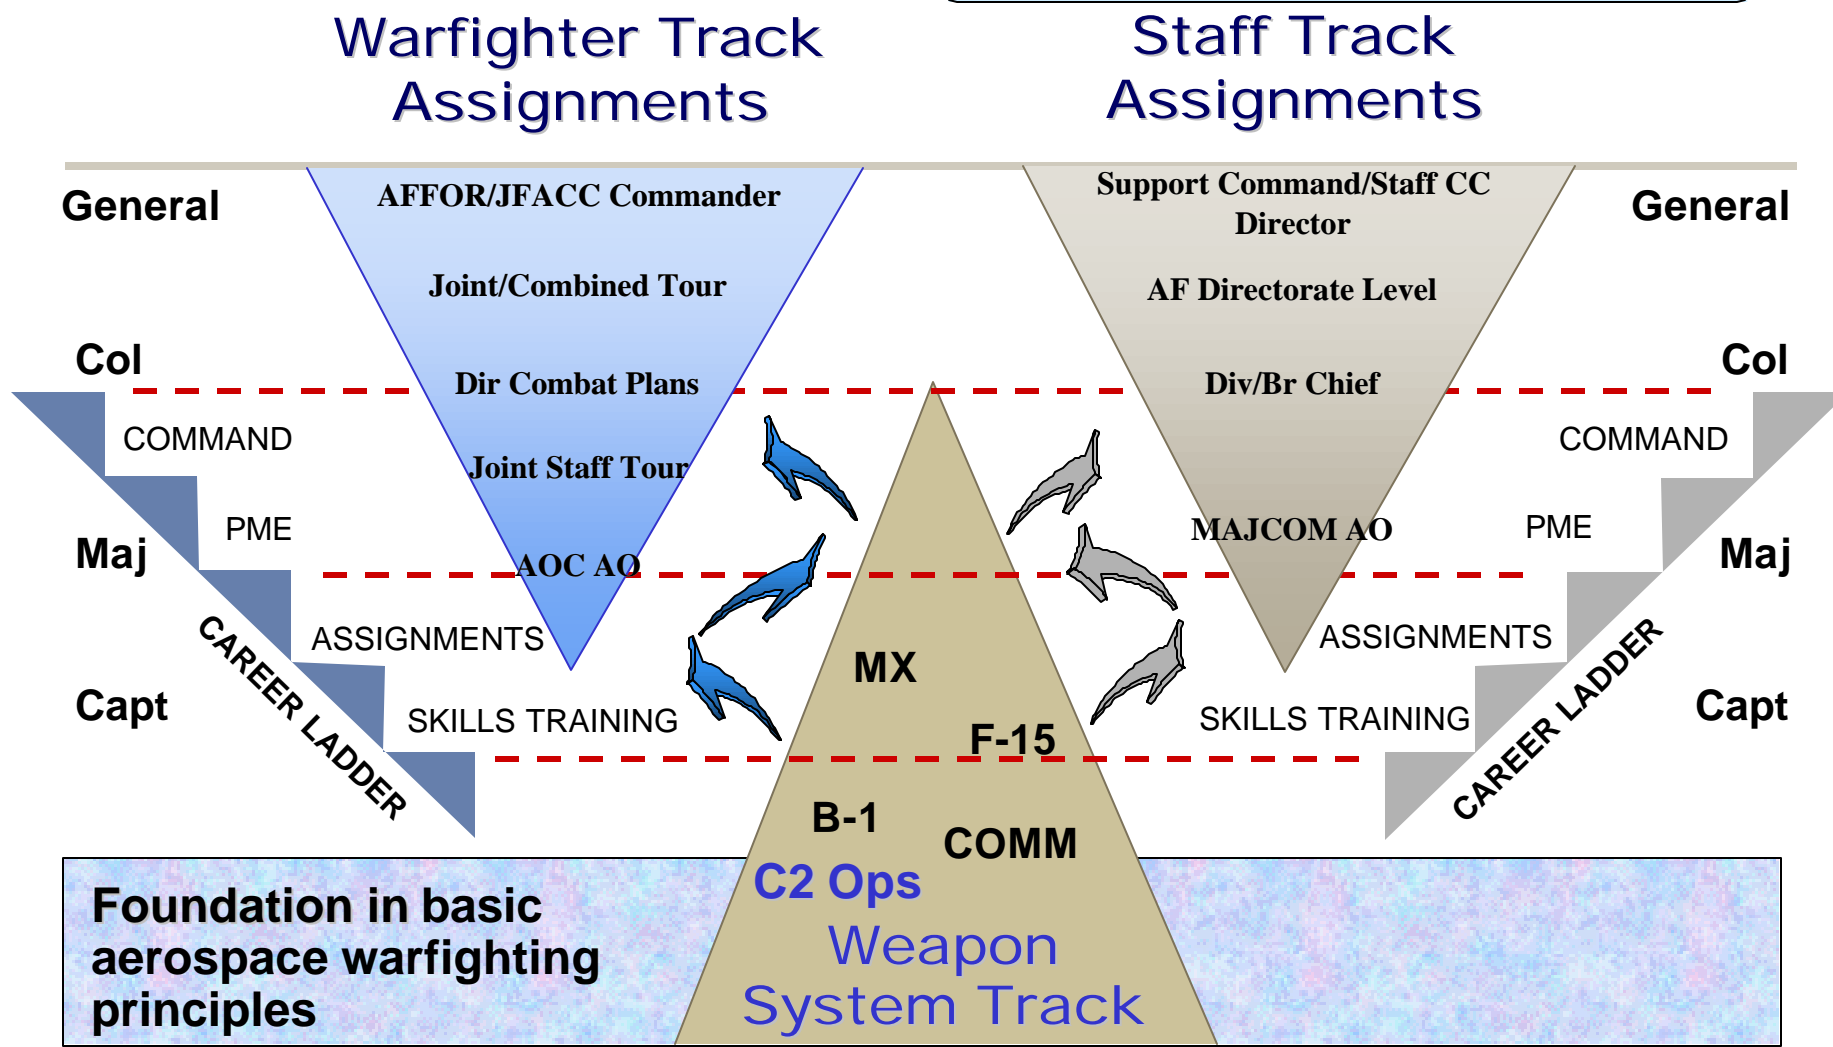 Warfighter Track
Assignments
Staff Track
Assignments
General
AFFOR/JFACC Commander
Support Command/Staff CC
Director
General
Joint/Combined Tour
AF Directorate Level
Col
Dir Combat Plans
Div/Br Chief
Col
COMMAND
Joint Staff Tour
COMMAND
PME
MAJCOM AO
PME
Maj
AOC AO
Maj
ASSIGNMENTS
ASSIGNMENTS
CAREER LADDER
MX
CAREER LADDER
Capt
SKILLS TRAINING
SKILLS TRAINING
Capt
F-15
B-1
COMM
C2 Ops
Weapon
System Track
Foundation in basic
aerospace warfighting
principles